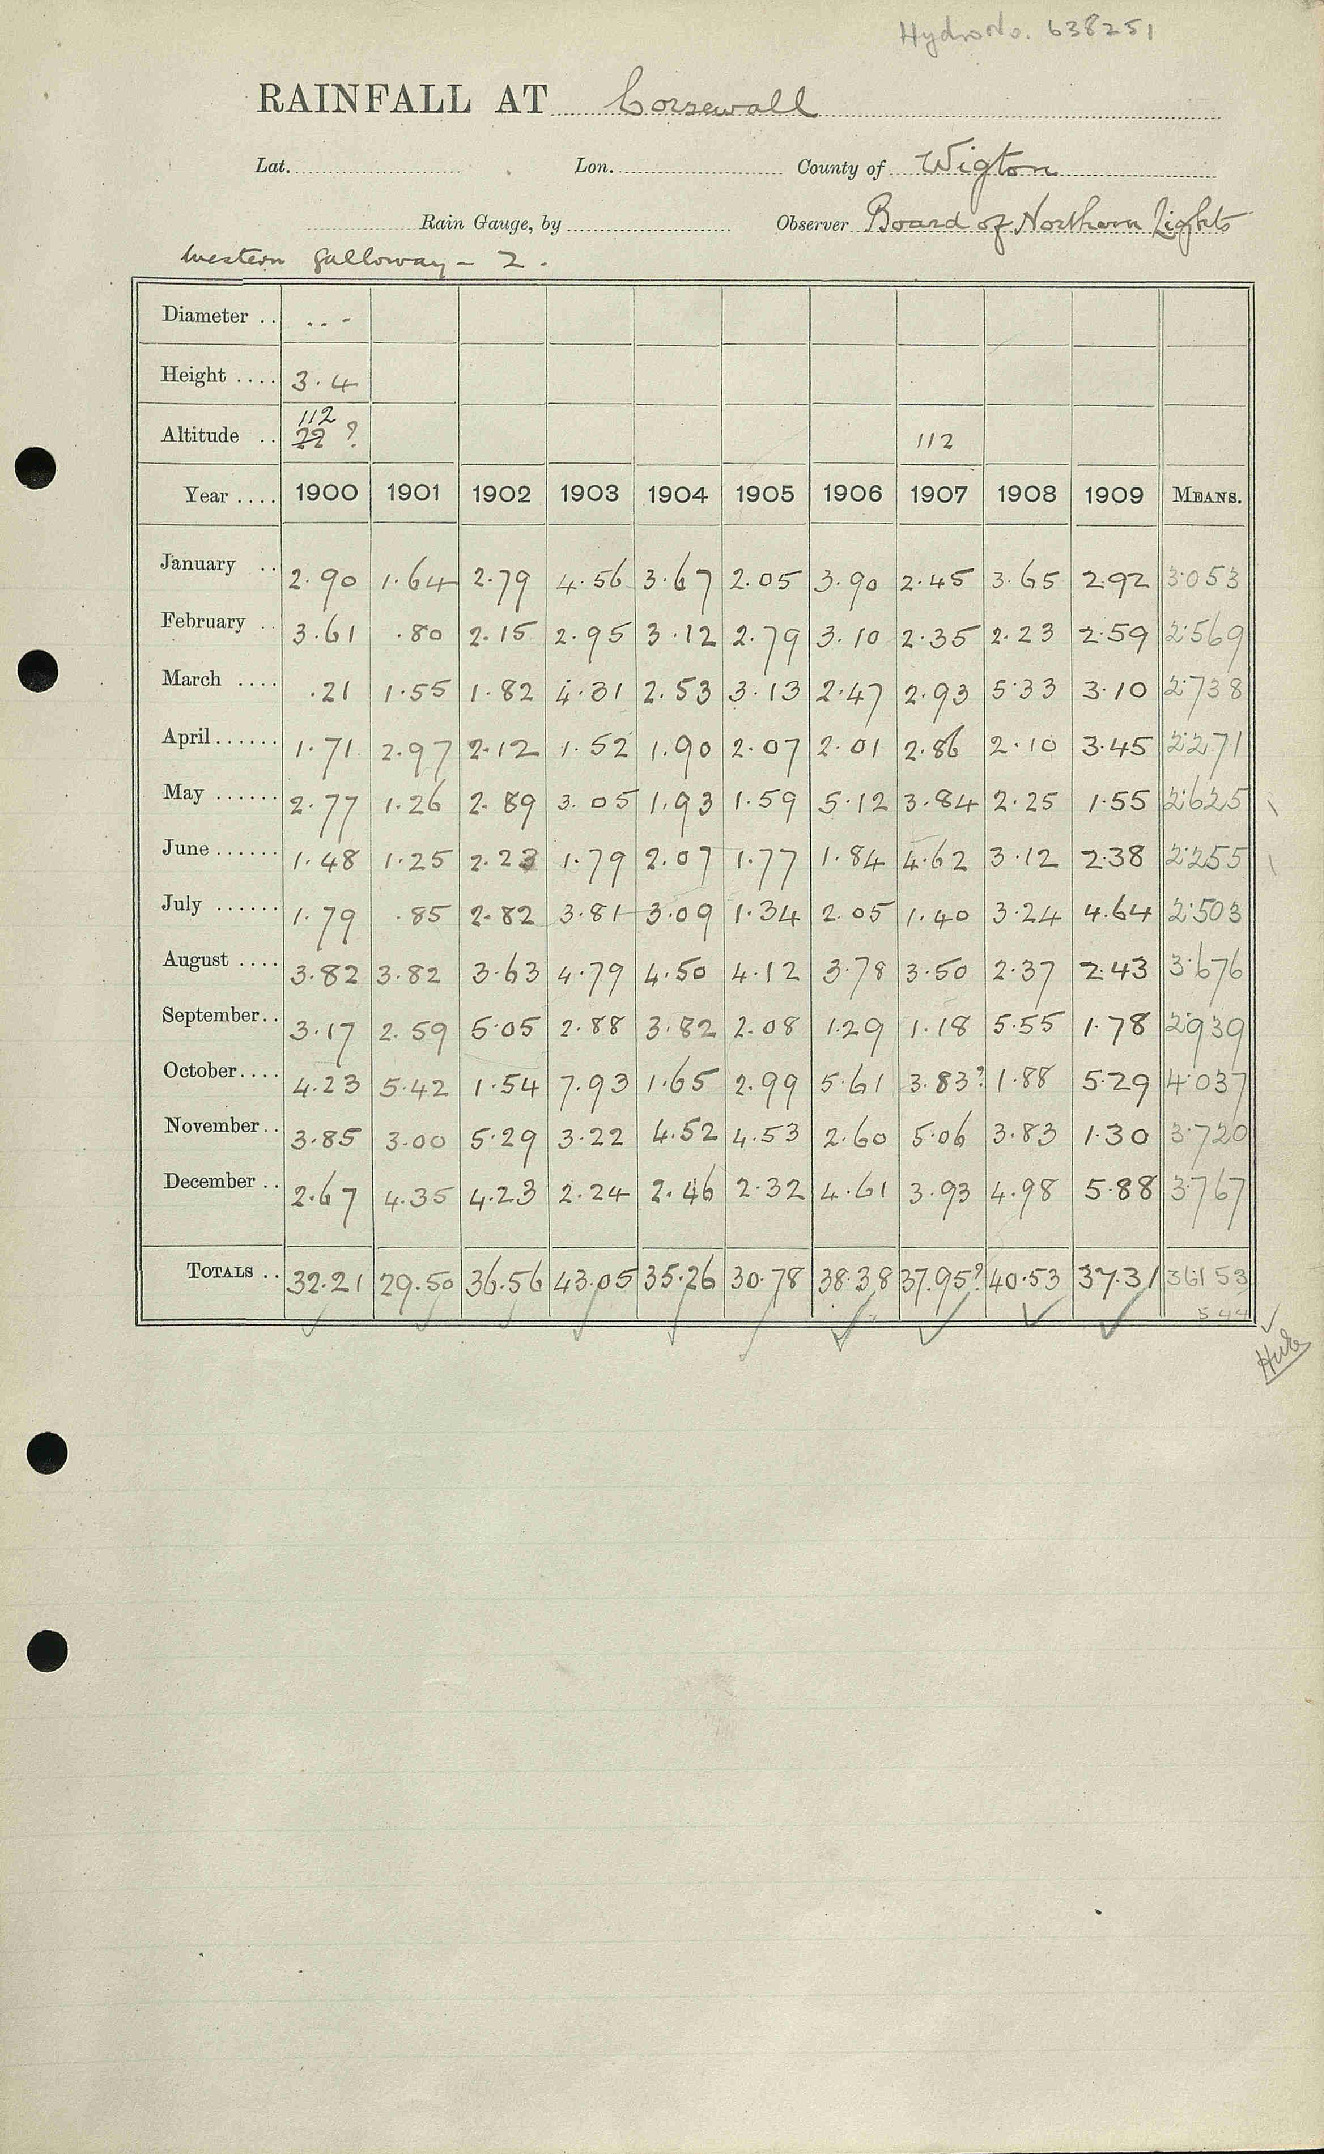 Hydro No. 638251
RAINFALL AT Corsewall
Lat. Lon. County of Wigton
Rain Gauge, by Observer Board of Northern Lights
Western Galloway - 2.
Diameter .. ...
Height .... 3.4
Altitude .. 112 22 ? 112
Year .... 1900 1901 1902 1903 1904 1905 1906 1907 1908 1909 MEANS.
January .. 2.90 1.64 2.79 4.56 3.67 2.05 3.90 2.45 3.65 2.92 3.053
February .. 3.61 .80 2.15 2.95 3.12 2.79 3.10 2.35 2.23 2.59 2.569
March .... .21 1.55 1.82 4.31 2.53 3.13 2.47 2.93 5.33 3.10 2.738
April...... 1.71 2.97 2.12 1.52 1.90 2.07 2.01 2.86 2.10 3.45 2.271
May ...... 2.77 1.26 2.89 3.05 1.93 1.59 5.12 3.84 2.25 1.55 2.625
June ...... 1.48 1.25 2.23 1.79 2.07 1.77 1.84 4.62 3.12 2.38 2.255
July ...... 1.79 .85 2.82 3.81 3.09 1.34 2.05 1.40 3.24 4.64 2.503
August .... 3.82 3.82 3.63 4.79 4.50 4.12 3.78 3.50 2.37 2.43 3.676
September.. 3.17 2.59 5.05 2.88 3.82 2.08 1.29 1.18 5.55 1.78 2.939
October.... 4.23 5.42 1.54 7.93 1.65 2.99 5.61 3.83? 1.88 5.29 4.037
November.. 3.85 3.00 5.29 3.22 4.52 4.53 2.60 5.06 3.83 1.30 3.720
December .. 2.67 4.35 4.23 2.24 2.46 2.32 4.61 3.93 4.98 5.88 3.767
TOTALS .. 32.21 29.50 36.56 43.05 35.26 30.78 38.38 37.95? 40.53 37.31 36153
544